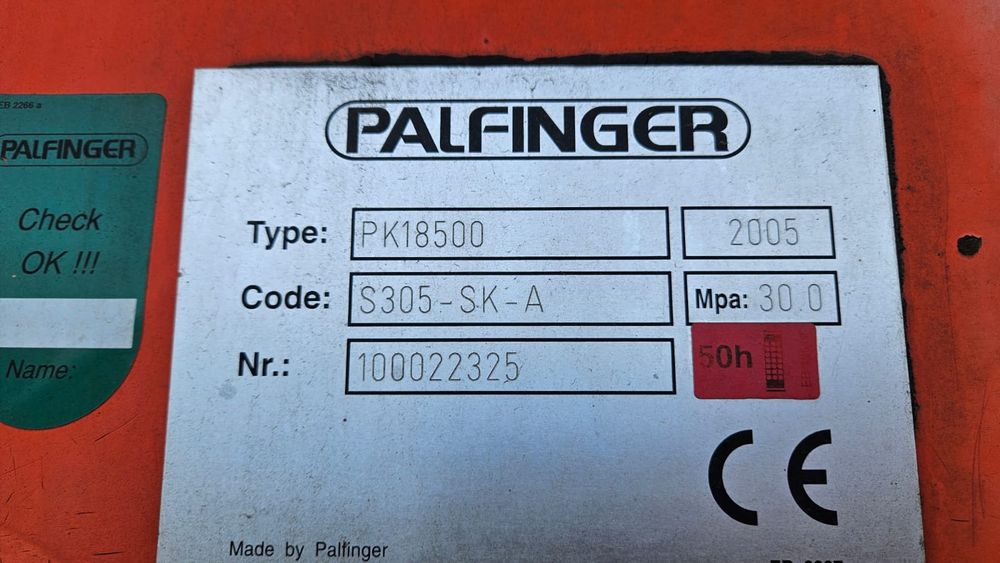 EB 2266 a
PALFINGER
Check
OK !!!
Name:
PALFINGER
Type: PK18500 2005
Code: S305-SK-A Mpa: 30.0
Nr.: 100022325
50h
CE
Made by Palfinger